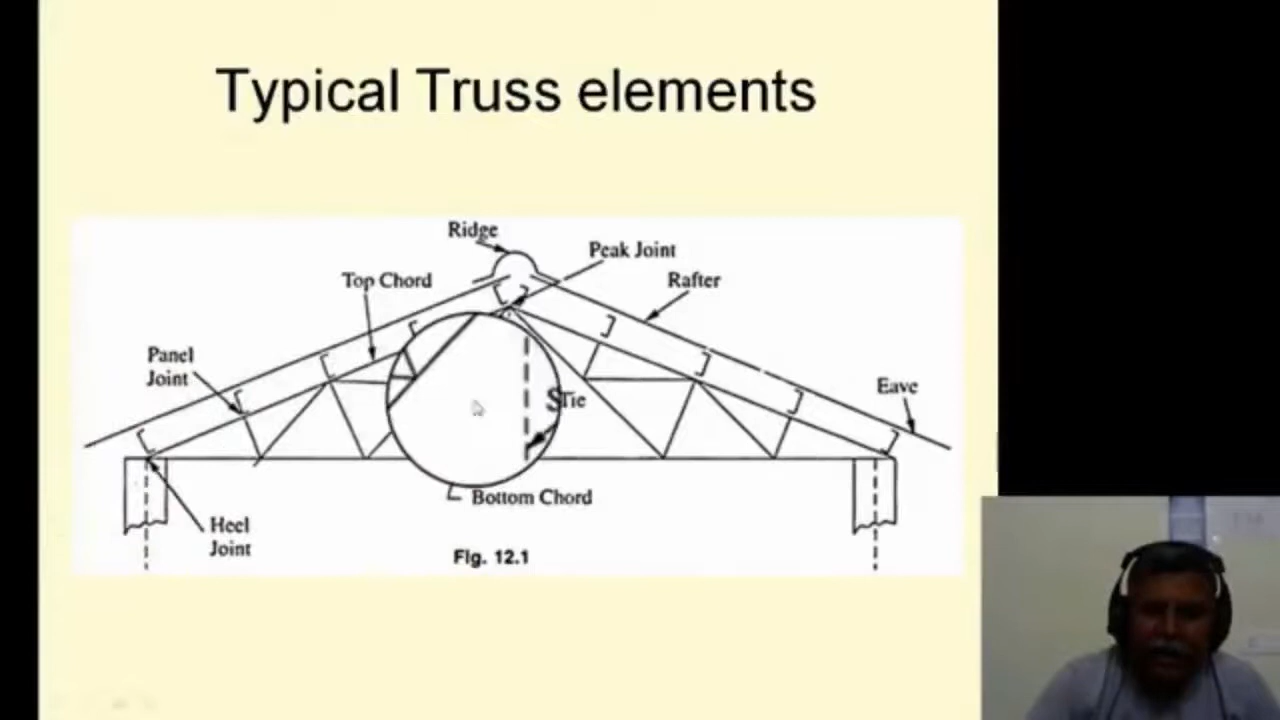 Typical Truss elements
Ridge
Peak Joint
Top Chord
Rafter
Panel
Joint
Eave
STie
Bottom Chord
Heel
Joint
Fig. 12.1